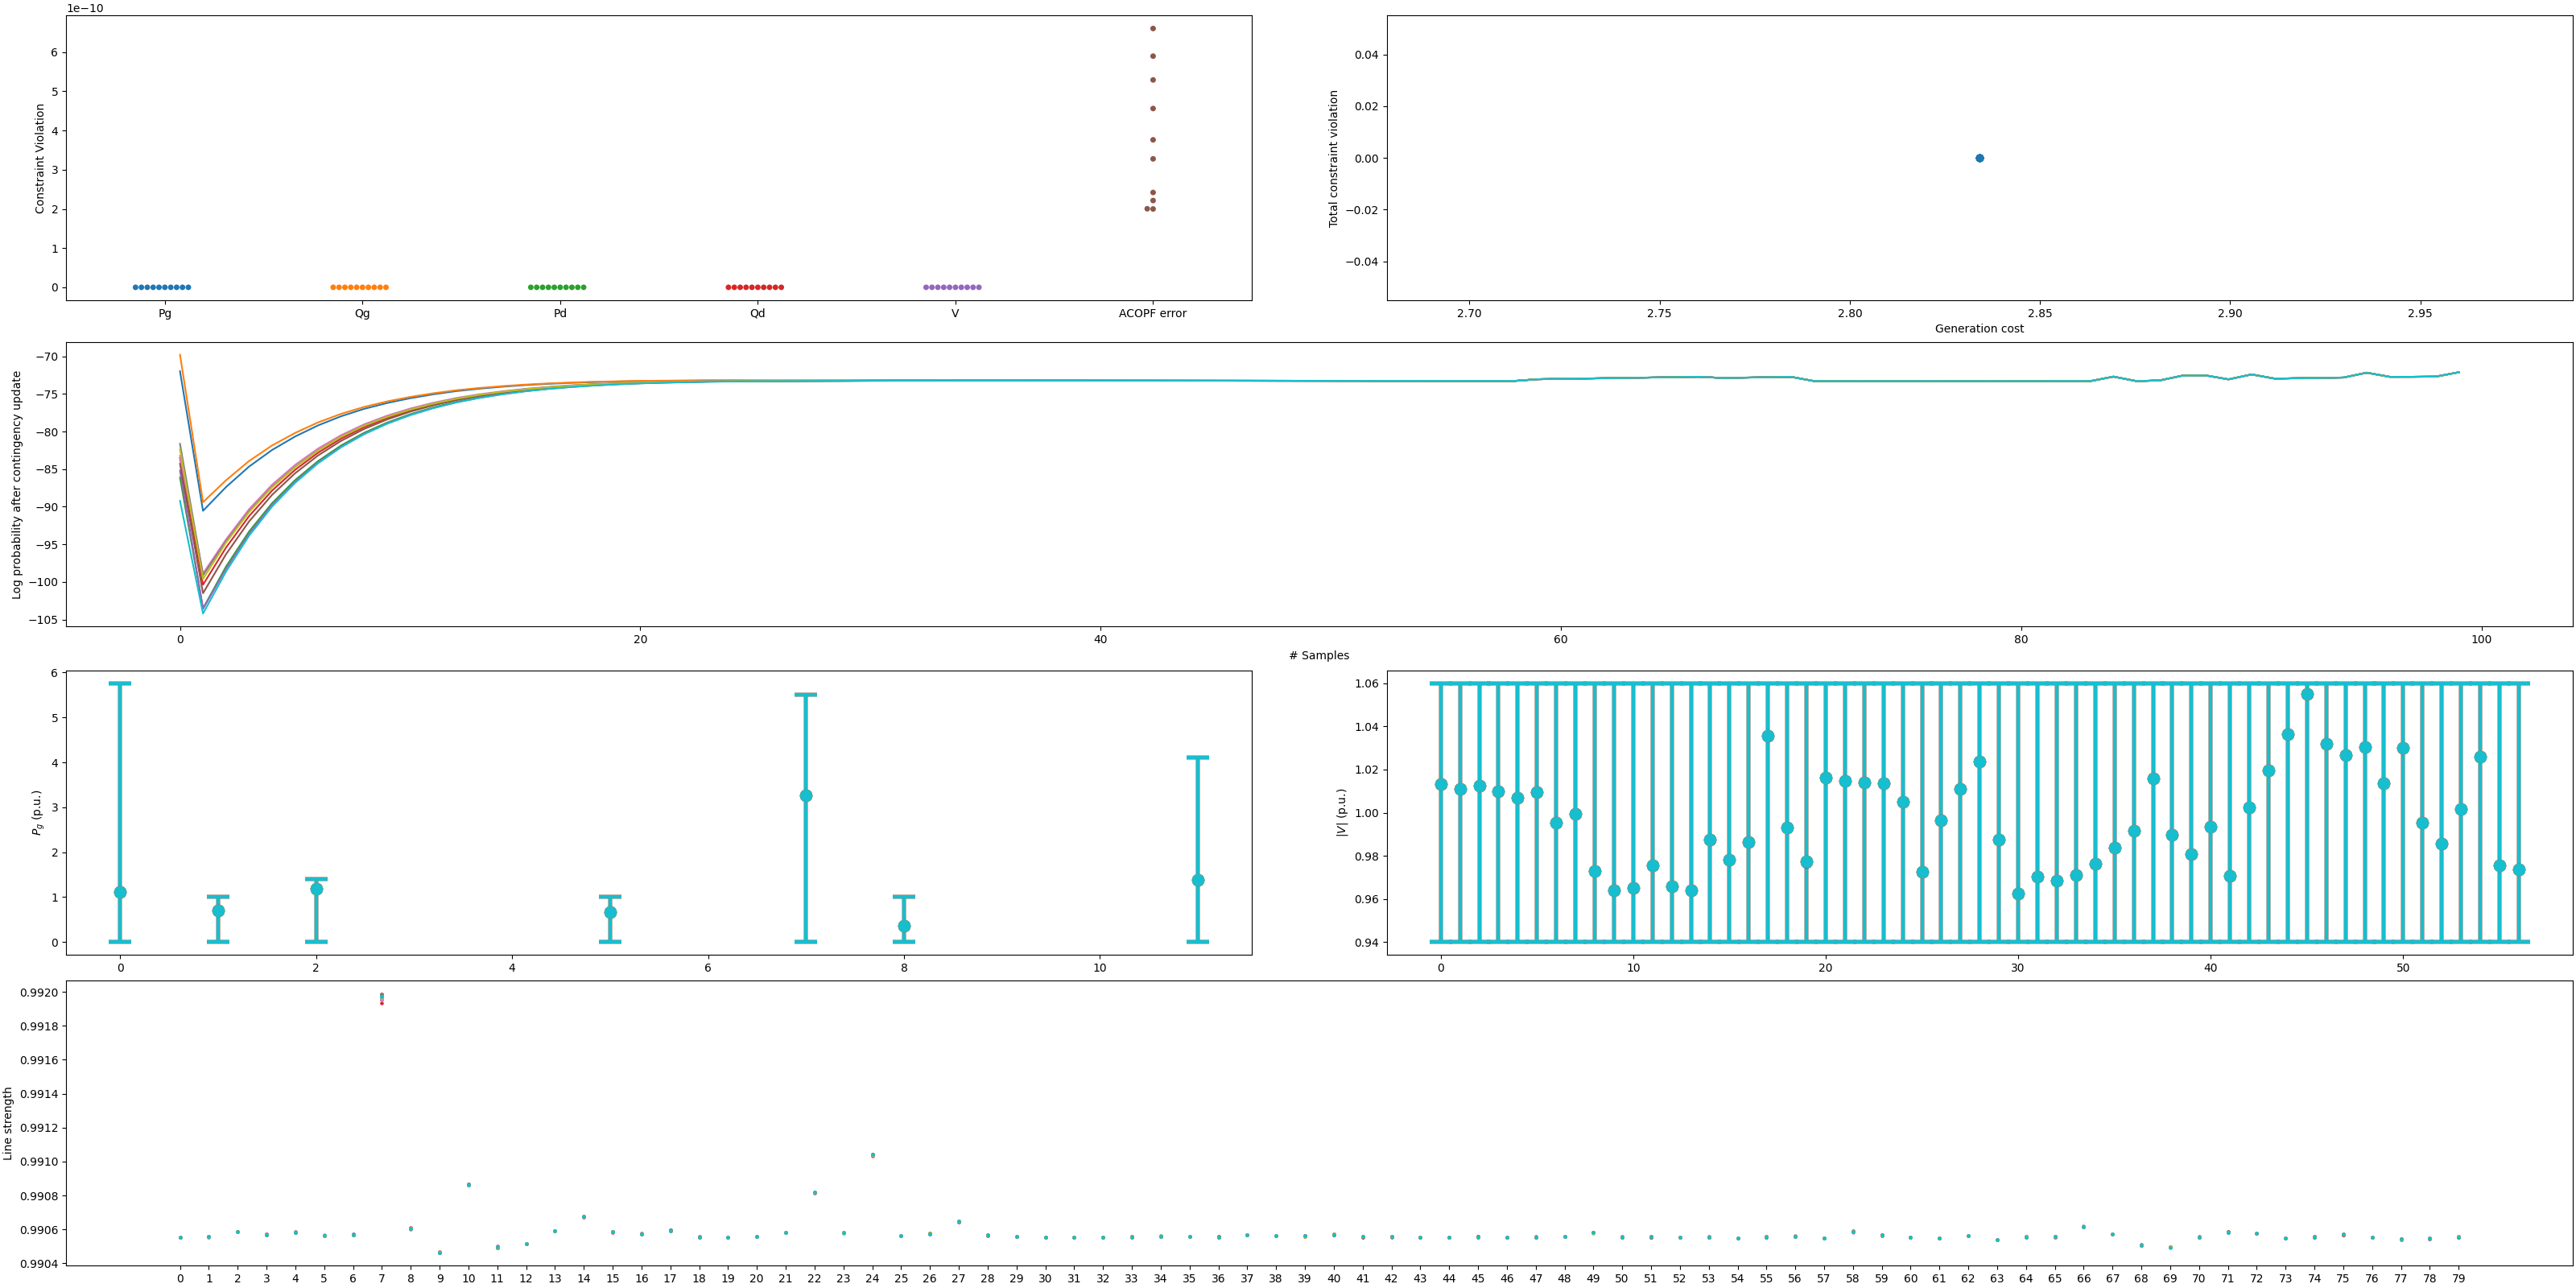 1e−10
Constraint Violation
6
5
4
3
2
1
0
Pg Qg Pd Qd V ACOPF error
Total constraint violation
0.04
0.02
0.00
−0.02
−0.04
2.70 2.75 2.80 2.85 2.90 2.95
Generation cost
Log probability after contingency update
−70
−75
−80
−85
−90
−95
−100
−105
0 20 40 60 80 100
# Samples
Pg (p.u.)
6
5
4
3
2
1
0
0 2 4 6 8 10
|V| (p.u.)
1.06
1.04
1.02
1.00
0.98
0.96
0.94
0 10 20 30 40 50
Line strength
0.9920
0.9918
0.9916
0.9914
0.9912
0.9910
0.9908
0.9906
0.9904
0 1 2 3 4 5 6 7 8 9 10 11 12 13 14 15 16 17 18 19 20 21 22 23 24 25 26 27 28 29 30 31 32 33 34 35 36 37 38 39 40 41 42 43 44 45 46 47 48 49 50 51 52 53 54 55 56 57 58 59 60 61 62 63 64 65 66 67 68 69 70 71 72 73 74 75 76 77 78 79